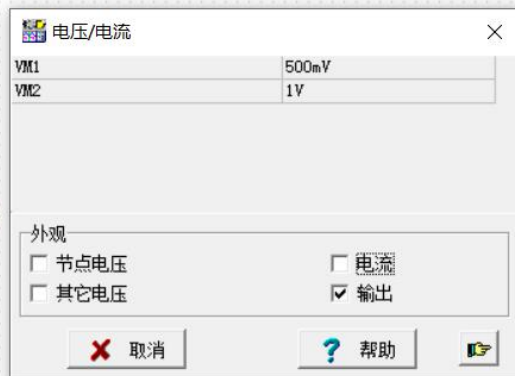 电压/电流
VM1 500mV
VM2 1V
外观
节点电压 电流
其它电压 输出
取消 帮助